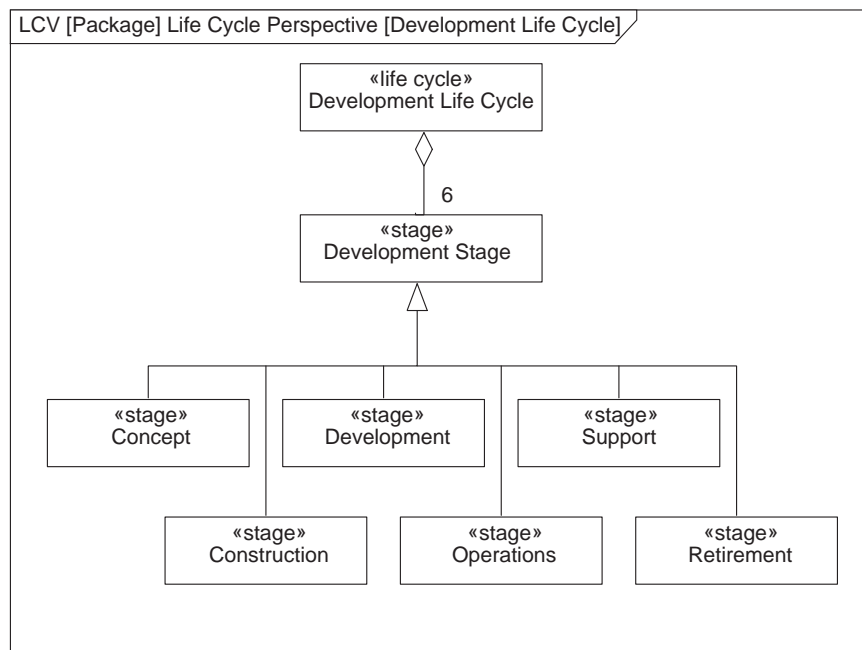 LCV [Package] Life Cycle Perspective [Development Life Cycle]
«life cycle»
Development Life Cycle
6
«stage»
Development Stage
«stage»
Concept
«stage»
Development
«stage»
Support
«stage»
Construction
«stage»
Operations
«stage»
Retirement